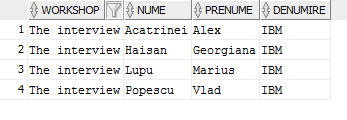 WORKSHOP NUME PRENUME DENUMIRE
1 The interview Acatrinei Alex IBM
2 The interview Haisan Georgiana IBM
3 The interview Lupu Marius IBM
4 The interview Popescu Vlad IBM